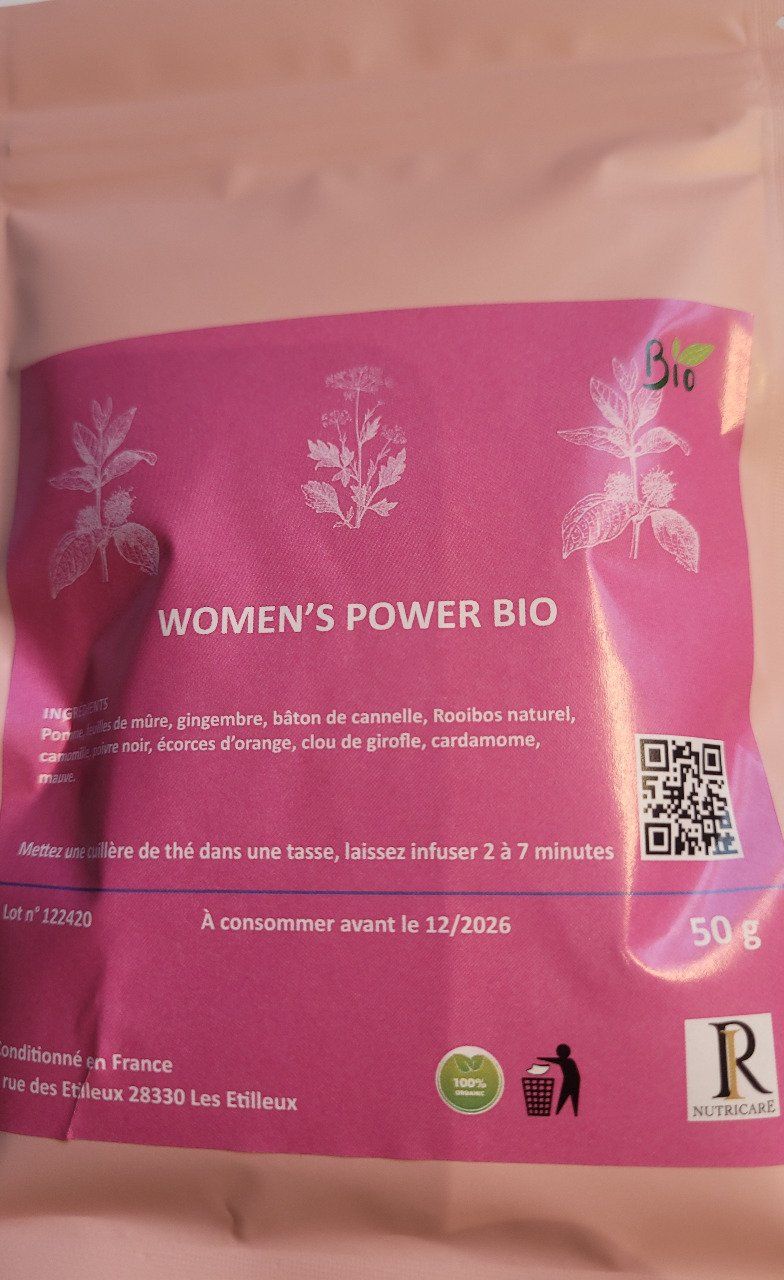 Bio
WOMEN'S POWER BIO
INGRÉDIENTS
Pomme, feuilles de mûre, gingembre, bâton de cannelle, Rooibos naturel,
camomille, poivre noir, écorces d'orange, clou de girofle, cardamome,
mauve.
Mettez une cuillère de thé dans une tasse, laissez infuser 2 à 7 minutes
Lot n° 122420
À consommer avant le 12/2026
50 g
onditionné en France
rue des Etilleux 28330 Les Etilleux
100%
ORGANIC
NUTRICARE